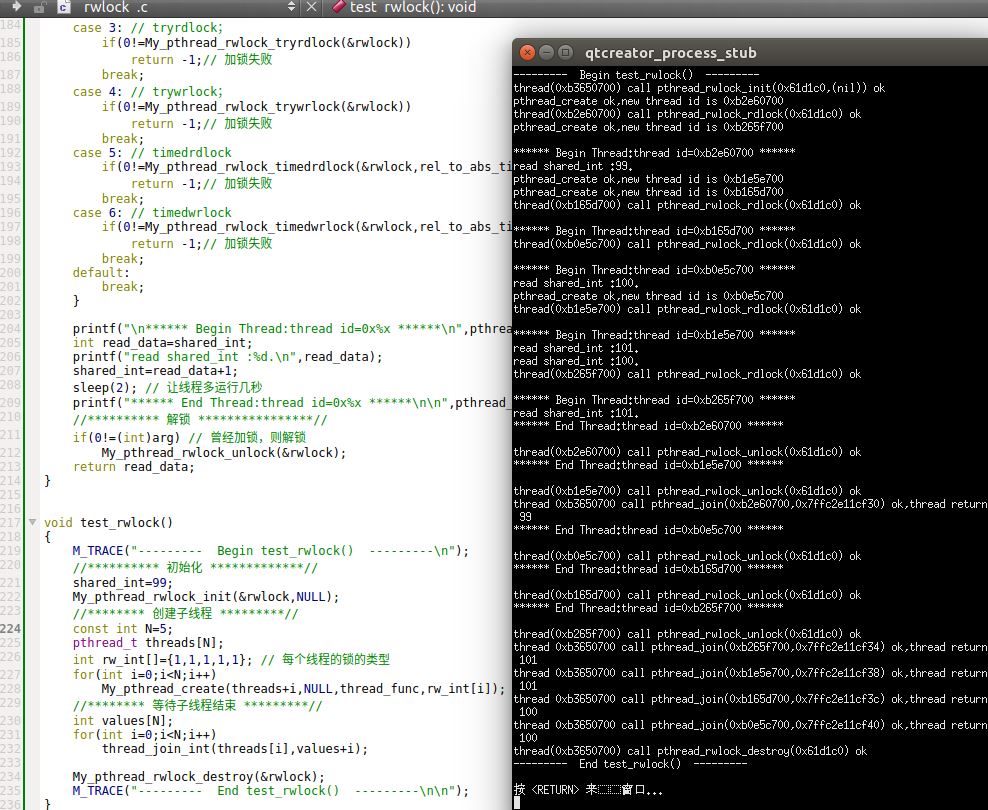 rwlock .c
test_rwlock(): void
184
case 3: // tryrdlock；
185
if(0!=My_pthread_rwlock_tryrdlock(&rwlock))
186
return -1;// 加锁失败
187
break;
188
case 4: // trywrlock；
189
if(0!=My_pthread_rwlock_trywrlock(&rwlock))
190
return -1;// 加锁失败
191
break;
192
case 5: // timedrdlock
193
if(0!=My_pthread_rwlock_timedrdlock(&rwlock,rel_to_abs_ti
194
return -1;// 加锁失败
195
break;
196
case 6: // timedwrlock
197
if(0!=My_pthread_rwlock_timedwrlock(&rwlock,rel_to_abs_ti
198
return -1;// 加锁失败
199
break;
200
default:
201
break;
202
}
203
204
printf("\n****** Begin Thread:thread id=0x%x ******\n",pthrea
205
int read_data=shared_int;
206
printf("read shared_int :%d.\n",read_data);
207
shared_int=read_data+1;
208
sleep(2); // 让线程多运行几秒
209
printf("****** End Thread:thread id=0x%x ******\n\n",pthread_
210
//********** 解锁 ****************//
211
if(0!=(int)arg) // 曾经加锁，则解锁
212
My_pthread_rwlock_unlock(&rwlock);
213
return read_data;
214
}
215
216
217
void test_rwlock()
218
{
219
M_TRACE("---------  Begin test_rwlock()  ---------\n");
220
//********** 初始化 *************//
221
shared_int=99;
222
My_pthread_rwlock_init(&rwlock,NULL);
223
//******** 创建子线程 *********//
224
const int N=5;
225
pthread_t threads[N];
226
int rw_int[]={1,1,1,1,1}; // 每个线程的锁的类型
227
for(int i=0;i<N;i++)
228
My_pthread_create(threads+i,NULL,thread_func,rw_int[i]);
229
//******** 等待子线程结束 *********//
230
int values[N];
231
for(int i=0;i<N;i++)
232
thread_join_int(threads[i],values+i);
233
234
My_pthread_rwlock_destroy(&rwlock);
235
M_TRACE("---------  End test_rwlock()  ---------\n\n");
236
}
qtcreator_process_stub
---------  Begin test_rwlock()  ---------
thread(0xb3650700) call pthread_rwlock_init(0x61d1c0,(nil)) ok
pthread_create ok,new thread id is 0xb2e60700
thread(0xb2e60700) call pthread_rwlock_rdlock(0x61d1c0) ok
pthread_create ok,new thread id is 0xb265f700
****** Begin Thread:thread id=0xb2e60700 ******
read shared_int :99.
pthread_create ok,new thread id is 0xb1e5e700
pthread_create ok,new thread id is 0xb165d700
thread(0xb165d700) call pthread_rwlock_rdlock(0x61d1c0) ok
****** Begin Thread:thread id=0xb165d700 ******
thread(0xb0e5c700) call pthread_rwlock_rdlock(0x61d1c0) ok
****** Begin Thread:thread id=0xb0e5c700 ******
read shared_int :100.
pthread_create ok,new thread id is 0xb0e5c700
thread(0xb1e5e700) call pthread_rwlock_rdlock(0x61d1c0) ok
****** Begin Thread:thread id=0xb1e5e700 ******
read shared_int :101.
read shared_int :100.
thread(0xb265f700) call pthread_rwlock_rdlock(0x61d1c0) ok
****** Begin Thread:thread id=0xb265f700 ******
read shared_int :101.
****** End Thread:thread id=0xb2e60700 ******
thread(0xb2e60700) call pthread_rwlock_unlock(0x61d1c0) ok
****** End Thread:thread id=0xb1e5e700 ******
thread(0xb1e5e700) call pthread_rwlock_unlock(0x61d1c0) ok
thread 0xb3650700 call pthread_join(0xb2e60700,0x7ffc2e11cf30) ok,thread return
99
****** End Thread:thread id=0xb0e5c700 ******
thread(0xb0e5c700) call pthread_rwlock_unlock(0x61d1c0) ok
****** End Thread:thread id=0xb165d700 ******
thread(0xb165d700) call pthread_rwlock_unlock(0x61d1c0) ok
****** End Thread:thread id=0xb265f700 ******
thread(0xb265f700) call pthread_rwlock_unlock(0x61d1c0) ok
thread 0xb3650700 call pthread_join(0xb265f700,0x7ffc2e11cf34) ok,thread return
101
thread 0xb3650700 call pthread_join(0xb1e5e700,0x7ffc2e11cf38) ok,thread return
101
thread 0xb3650700 call pthread_join(0xb165d700,0x7ffc2e11cf3c) ok,thread return
100
thread 0xb3650700 call pthread_join(0xb0e5c700,0x7ffc2e11cf40) ok,thread return
100
thread(0xb3650700) call pthread_rwlock_destroy(0x61d1c0) ok
---------  End test_rwlock()  ---------
按 <RETURN> 来窗口...